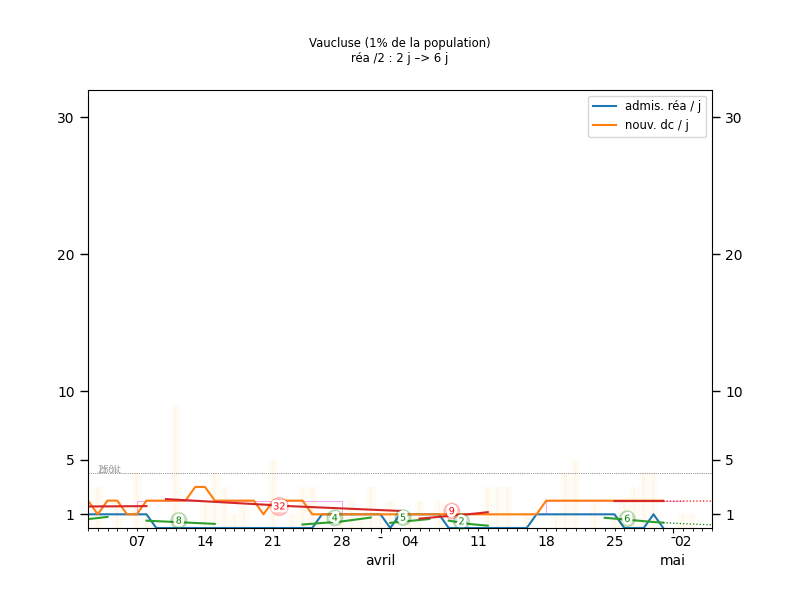 Vaucluse (1% de la population)
réa /2 : 2 j –> 6 j
admis. réa / j
nouv. dc / j
30 30
20 20
10 10
5 5
1 1
8 32 4 5 9 2 6
07 14 21 28 - 04 11 18 25 - 02
avril mai